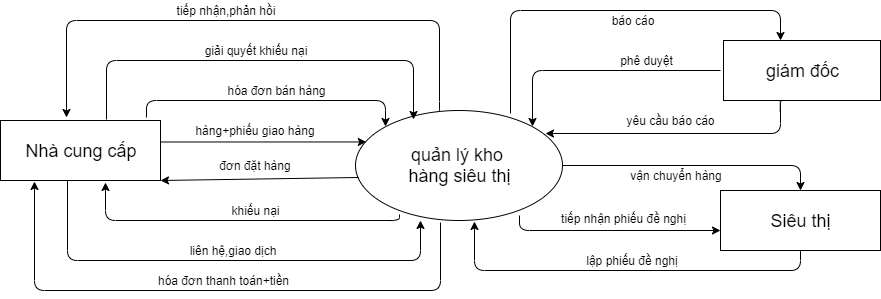 tiếp nhận,phản hồi
giải quyết khiếu nại
hóa đơn bán hàng
hàng+phiếu giao hàng
Nhà cung cấp
đơn đặt hàng
khiếu nại
liên hệ,giao dịch
hóa đơn thanh toán+tiền
quản lý kho
hàng siêu thị
báo cáo
phê duyệt
giám đốc
yêu cầu báo cáo
vận chuyển hàng
tiếp nhận phiếu đề nghị
Siêu thị
lập phiếu đề nghị